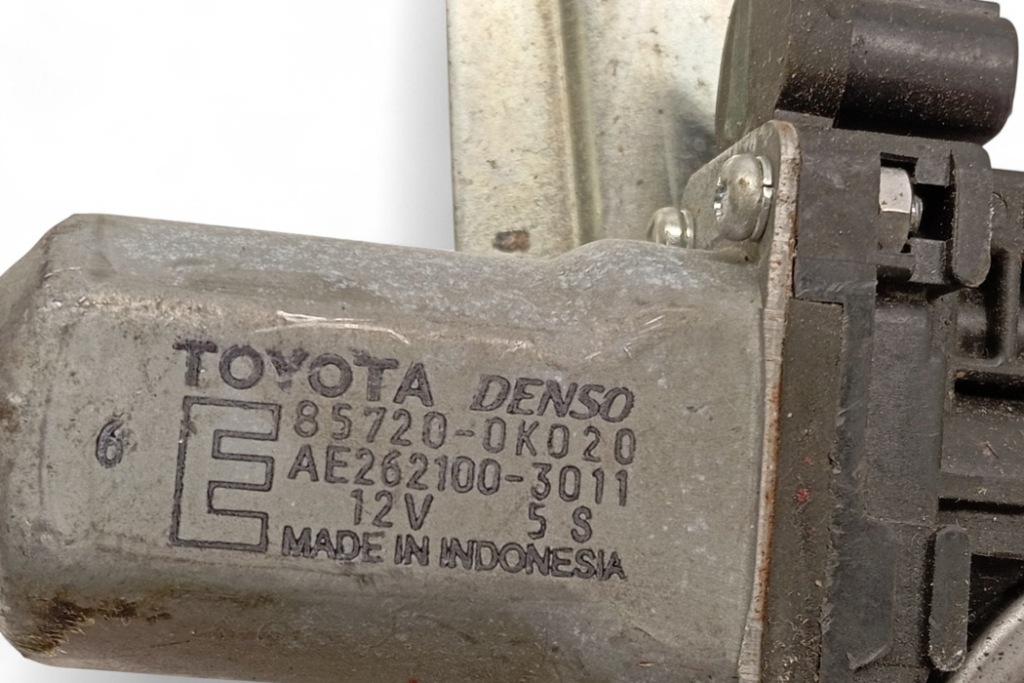 TOYOTA DENSO
6
E
85720-0K020
AE262100-3011
12V 5 S
MADE IN INDONESIA